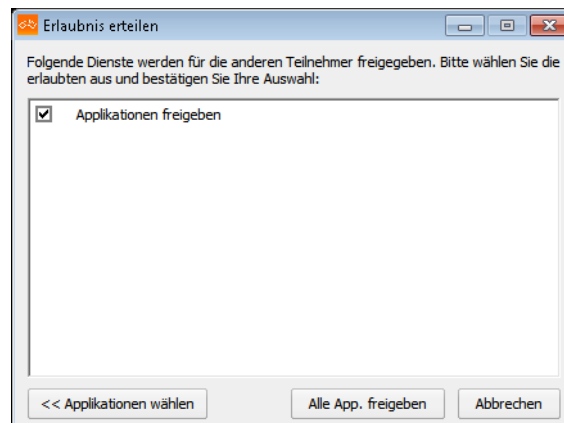 Erlaubnis erteilen
Folgende Dienste werden für die anderen Teilnehmer freigegeben. Bitte wählen Sie die
erlaubten aus und bestätigen Sie Ihre Auswahl:
Applikationen freigeben
<< Applikationen wählen
Alle App. freigeben
Abbrechen